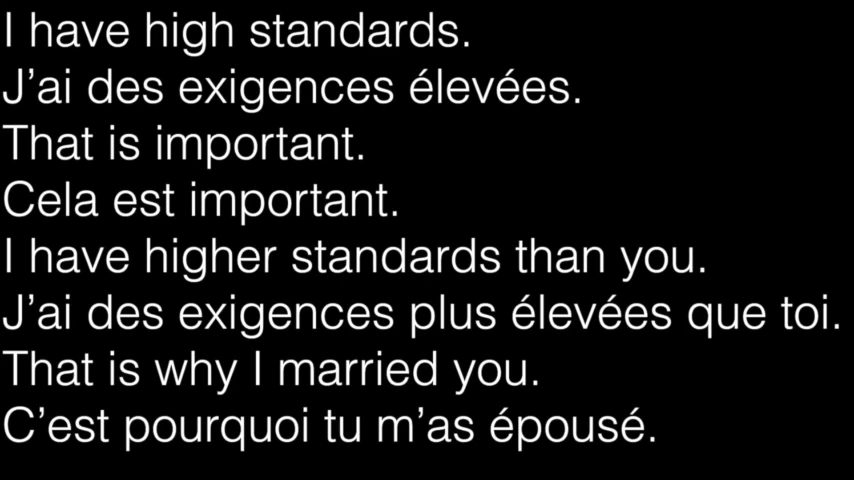 I have high standards.
J’ai des exigences élevées.
That is important.
Cela est important.
I have higher standards than you.
J’ai des exigences plus élevées que toi.
That is why I married you.
C’est pourquoi tu m’as épousé.